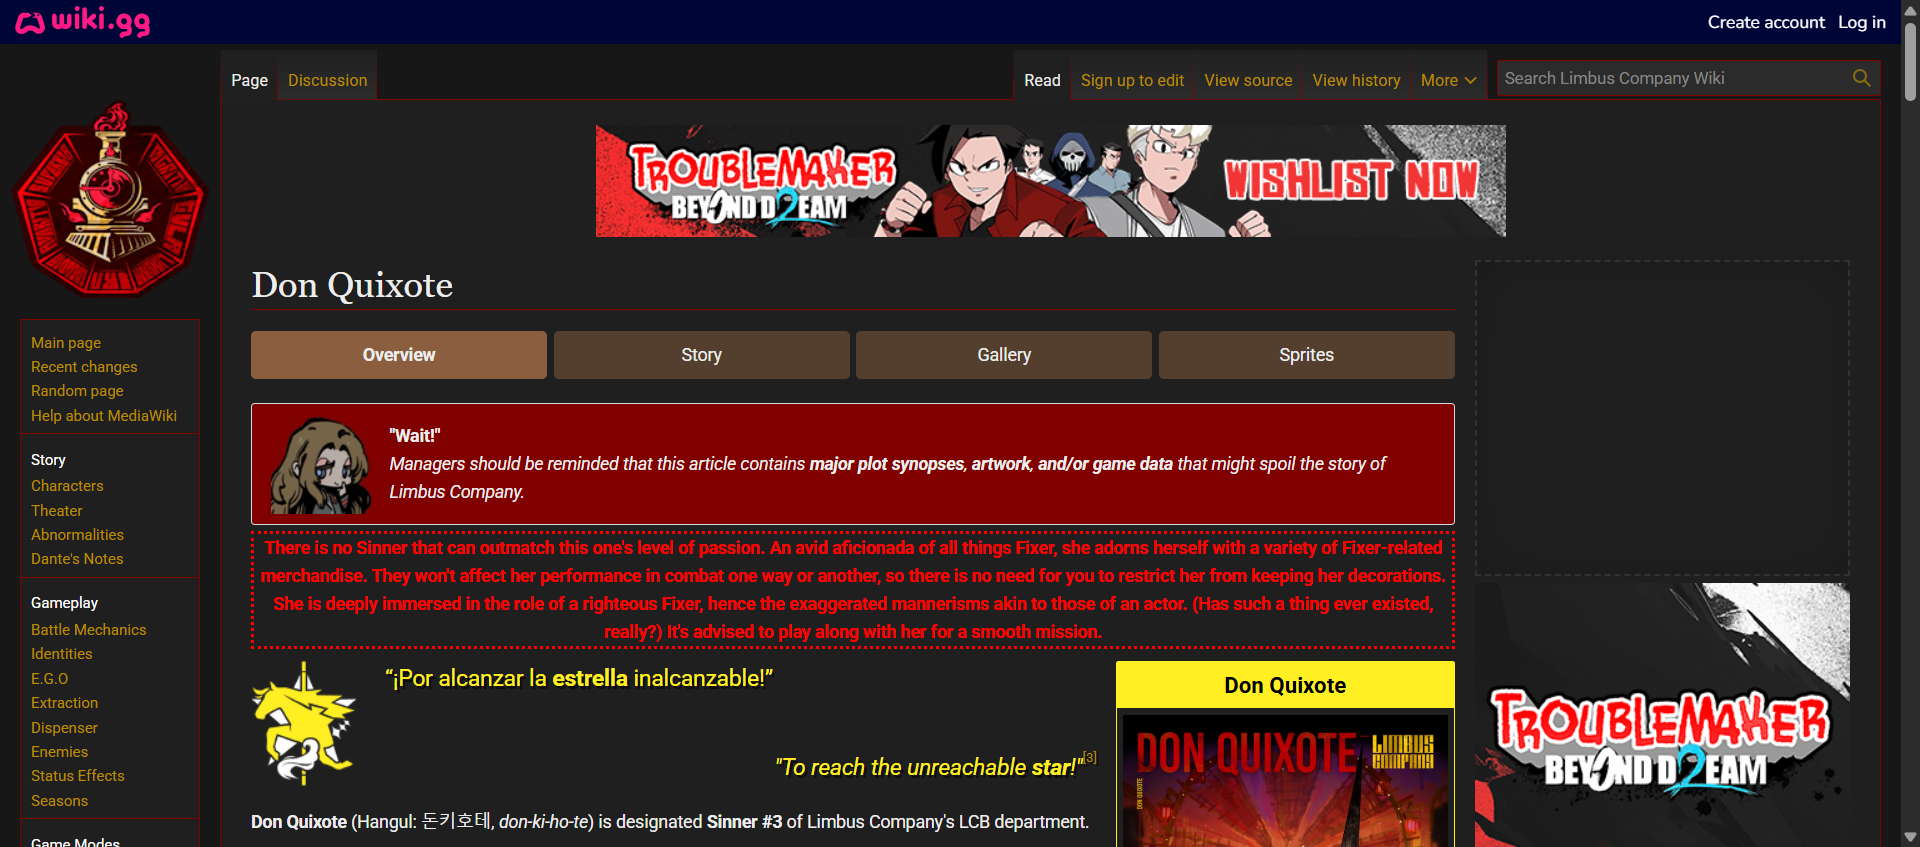 wiki.gg
Create account Log in
Page Discussion
Read Sign up to edit View source View history More
Search Limbus Company Wiki
TROUBLEMAKER
BEYOND D2EAM
WISHLIST NOW
Don Quixote
Overview Story Gallery Sprites
Main page
Recent changes
Random page
Help about MediaWiki
Story
Characters
Theater
Abnormalities
Dante's Notes
Gameplay
Battle Mechanics
Identities
E.G.O
Extraction
Dispenser
Enemies
Status Effects
Seasons
Game Modes
"Wait!"
Managers should be reminded that this article contains major plot synopses, artwork, and/or game data that might spoil the story of
Limbus Company.
There is no Sinner that can outmatch this one's level of passion. An avid aficionada of all things Fixer, she adorns herself with a variety of Fixer-related
merchandise. They won't affect her performance in combat one way or another, so there is no need for you to restrict her from keeping her decorations.
She is deeply immersed in the role of a righteous Fixer, hence the exaggerated mannerisms akin to those of an actor. (Has such a thing ever existed,
really?) It's advised to play along with her for a smooth mission.
“¡Por alcanzar la estrella inalcanzable!”
"To reach the unreachable star!"[3]
Don Quixote (Hangul: 돈키호테, don-ki-ho-te) is designated Sinner #3 of Limbus Company's LCB department.
Don Quixote
DON QUIXOTE
LIMBUS
COMPANY
DON QUIXOTE
TROUBLEMAKER
BEYOND D2EAM